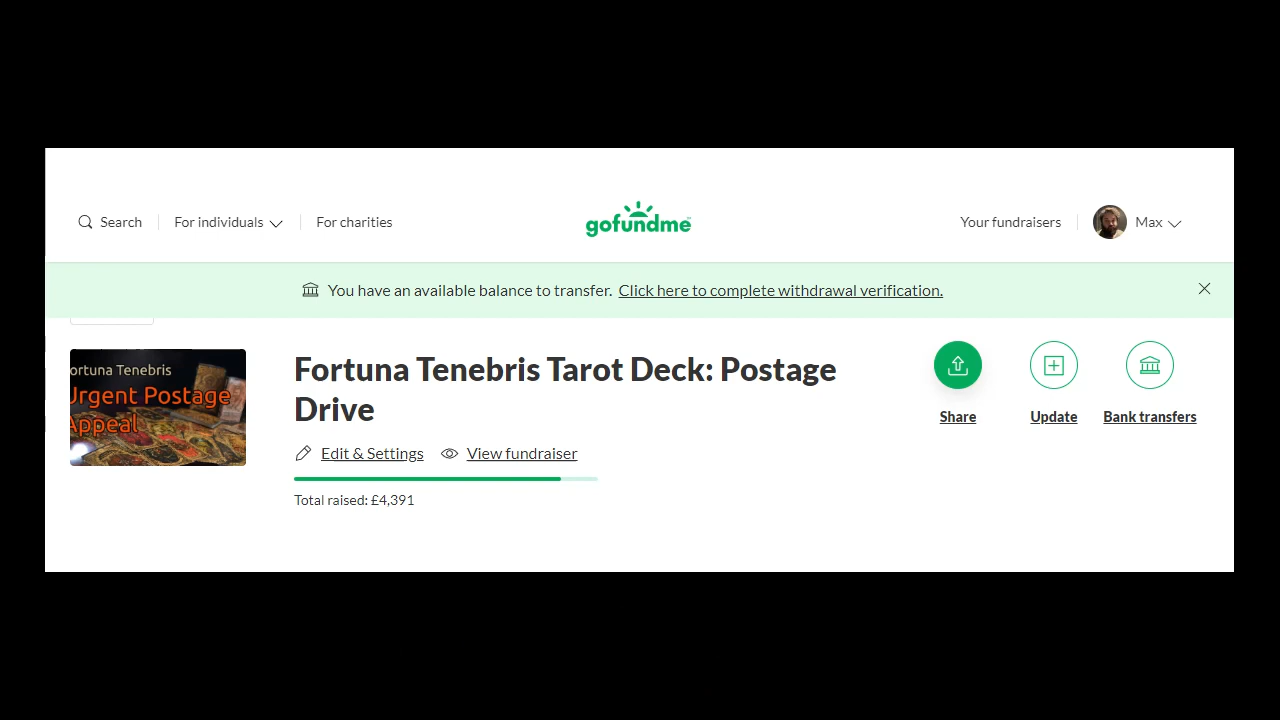 Search
For individuals
For charities
gofundme
Your fundraisers
Max
You have an available balance to transfer. Click here to complete withdrawal verification.
ortuna Tenebris
Urgent Postage
Appeal
Fortuna Tenebris Tarot Deck: Postage
Drive
Edit & Settings
View fundraiser
Total raised: £4,391
Share
Update
Bank transfers